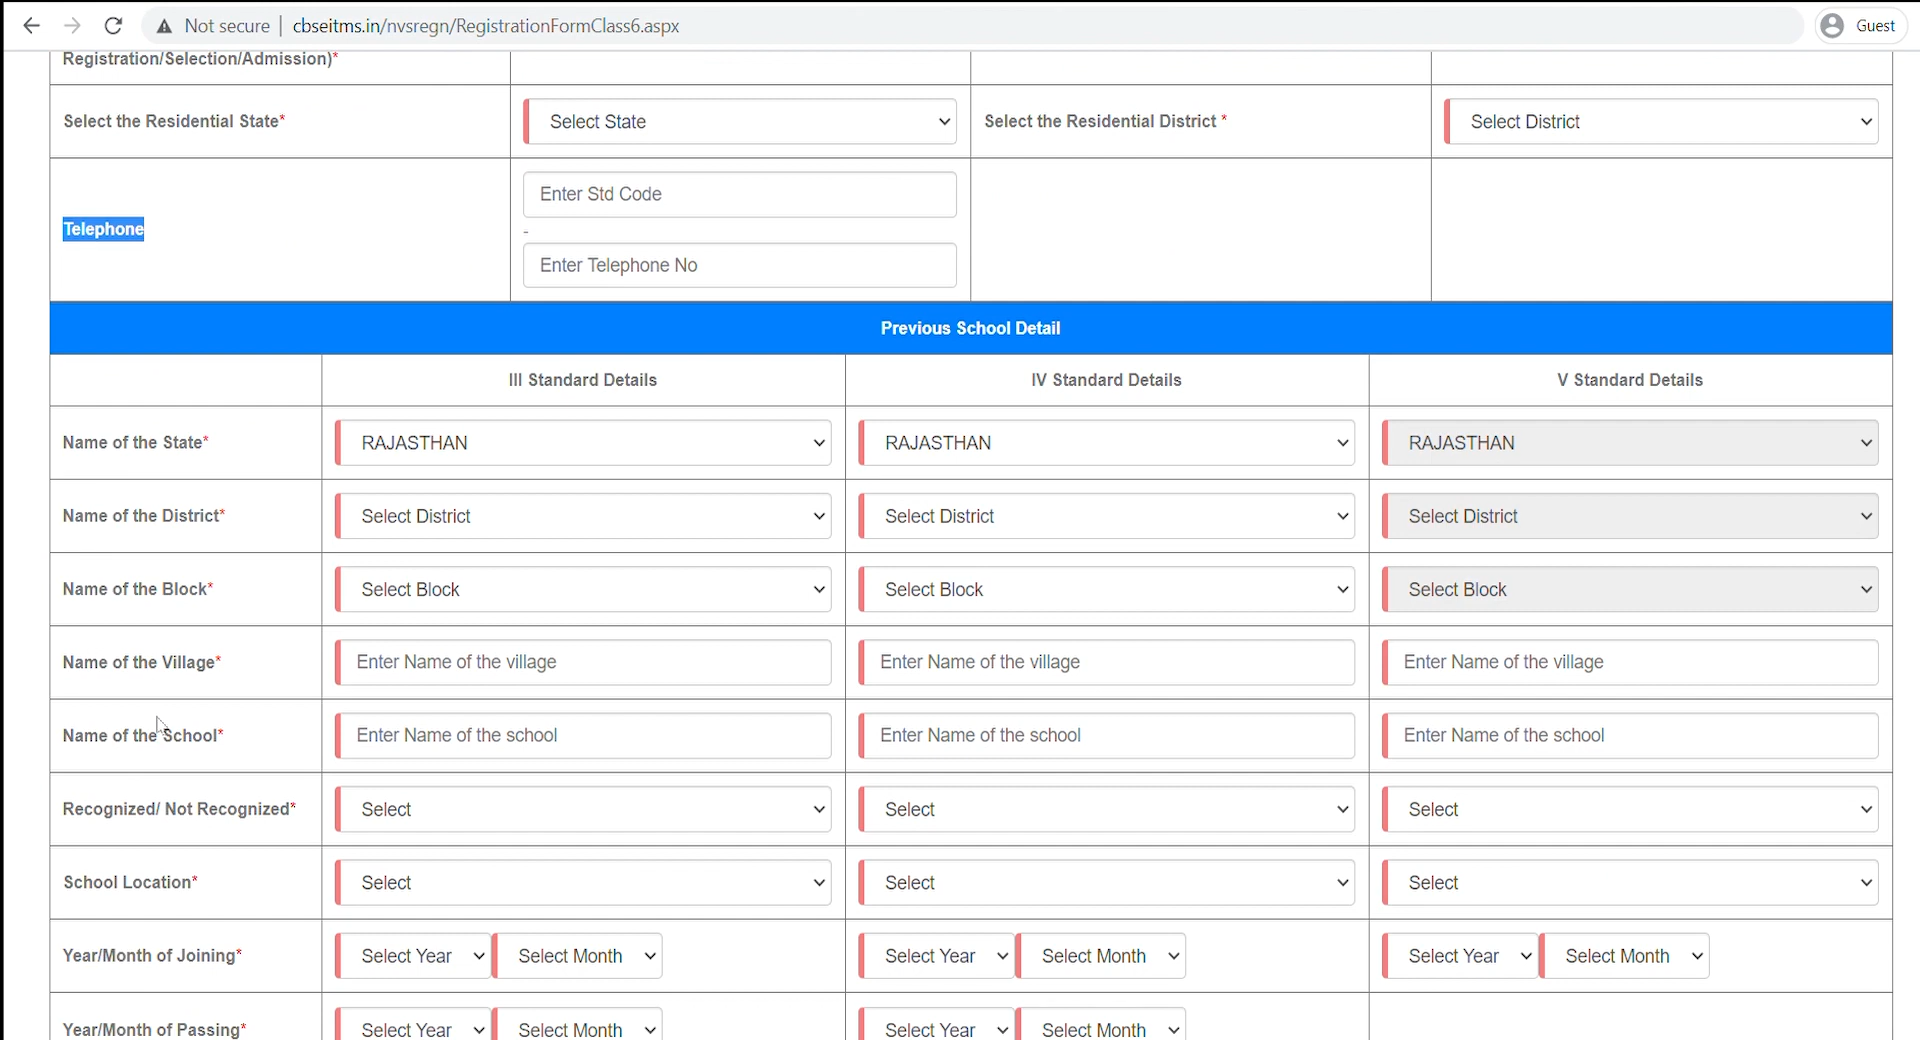 Not secure | cbseitms.in/nvsregn/RegistrationFormClass6.aspx Guest
Registration/Selection/Admission)*
Select the Residential State* Select State Select the Residential District * Select District
Enter Std Code
Telephone -
Enter Telephone No
Previous School Detail
III Standard Details IV Standard Details V Standard Details
Name of the State* RAJASTHAN RAJASTHAN RAJASTHAN
Name of the District* Select District Select District Select District
Name of the Block* Select Block Select Block Select Block
Name of the Village* Enter Name of the village Enter Name of the village Enter Name of the village
Name of the School* Enter Name of the school Enter Name of the school Enter Name of the school
Recognized/ Not Recognized* Select Select Select
School Location* Select Select Select
Year/Month of Joining* Select Year Select Month Select Year Select Month Select Year Select Month
Year/Month of Passing* Select Year Select Month Select Year Select Month